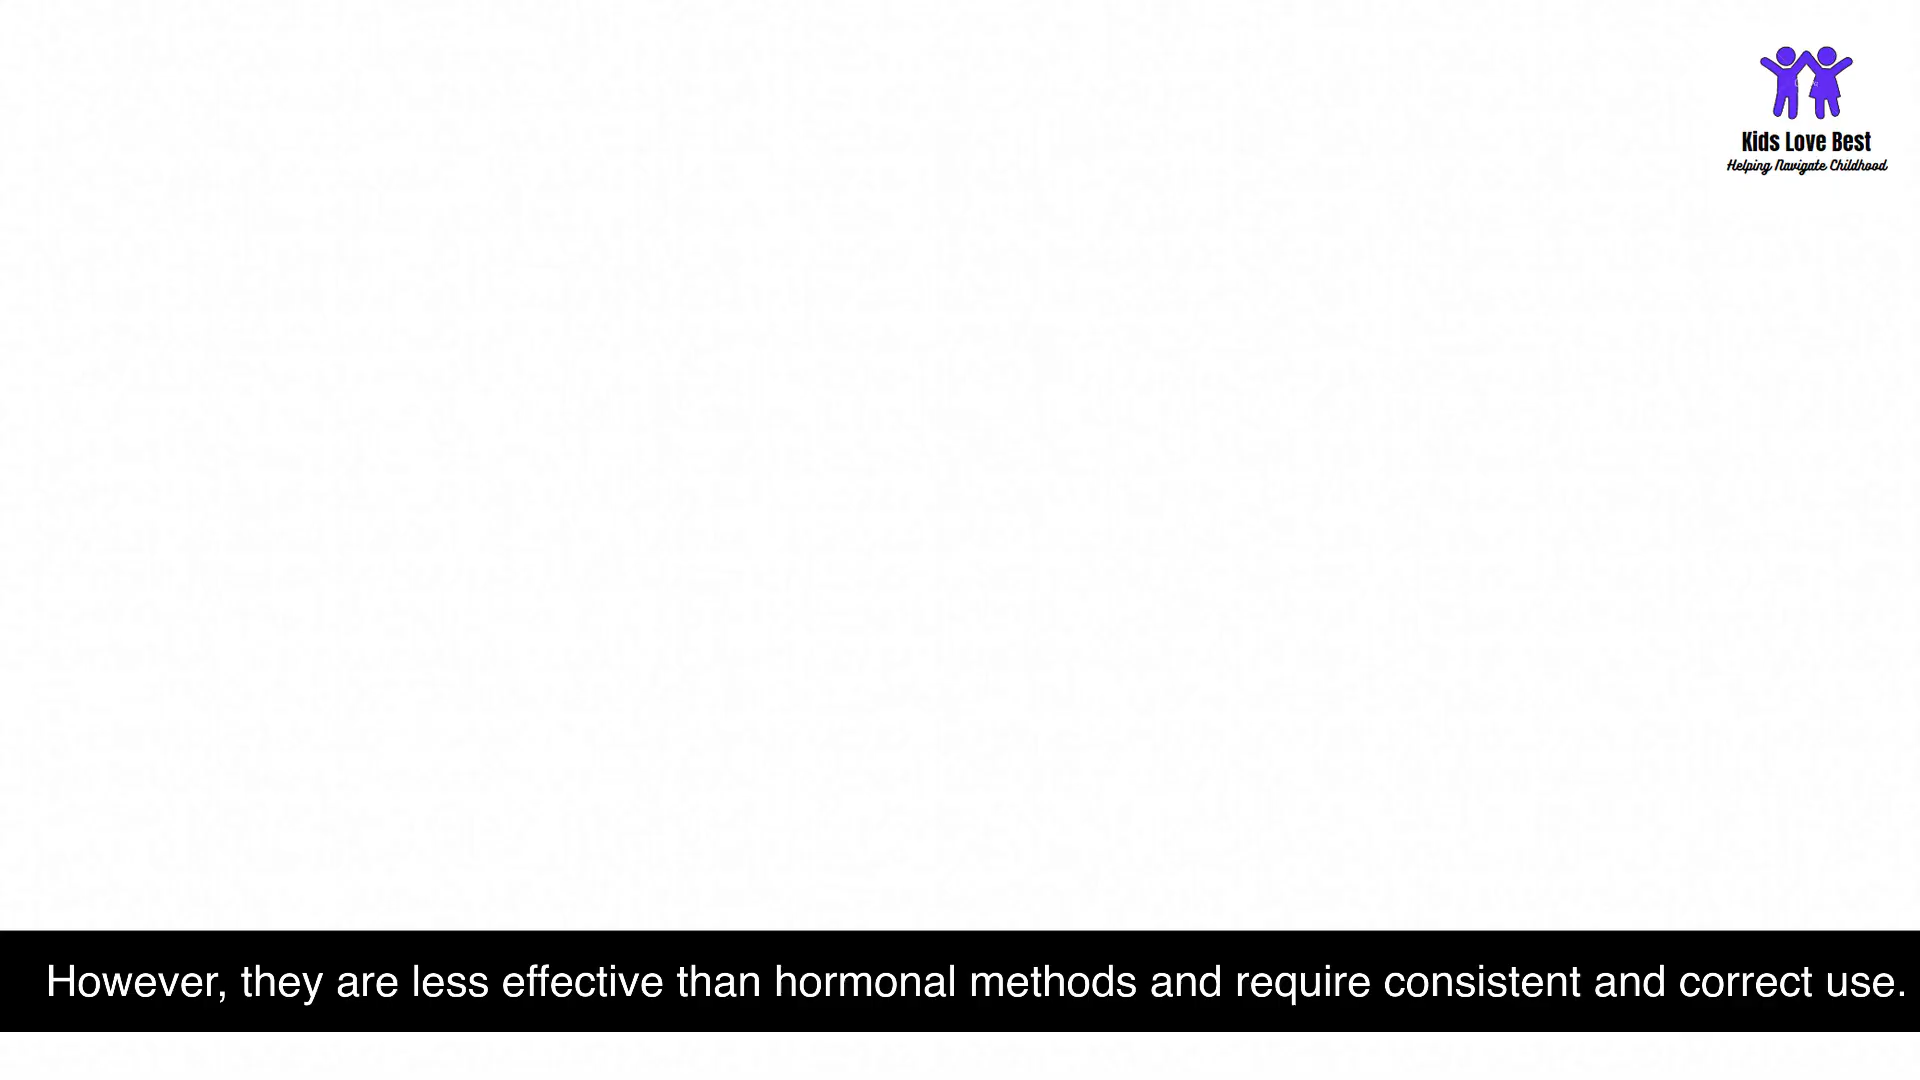 Kids Love Best
Helping Navigate Childhood
However, they are less effective than hormonal methods and require consistent and correct use.